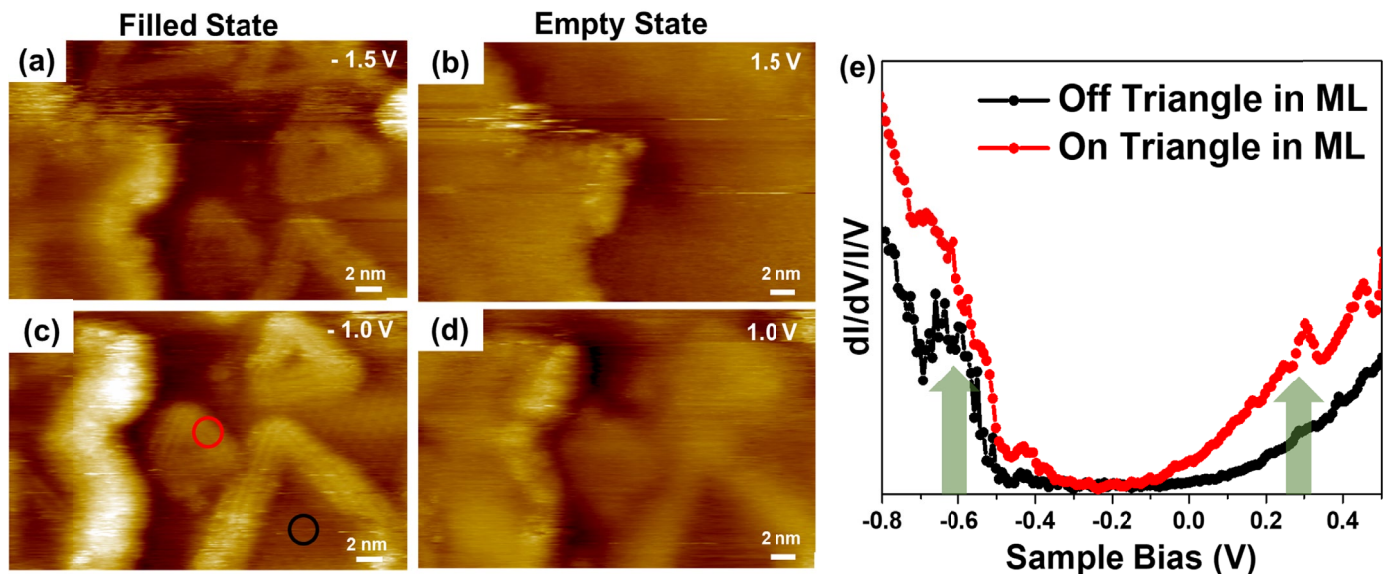 Filled State
Empty State
(a)
- 1.5 V
2 nm
(b)
1.5 V
2 nm
(c)
- 1.0 V
2 nm
(d)
1.0 V
2 nm
(e)
Off Triangle in ML
On Triangle in ML
dI/dV/I/V
-0.8 -0.6 -0.4 -0.2 0.0 0.2 0.4
Sample Bias (V)